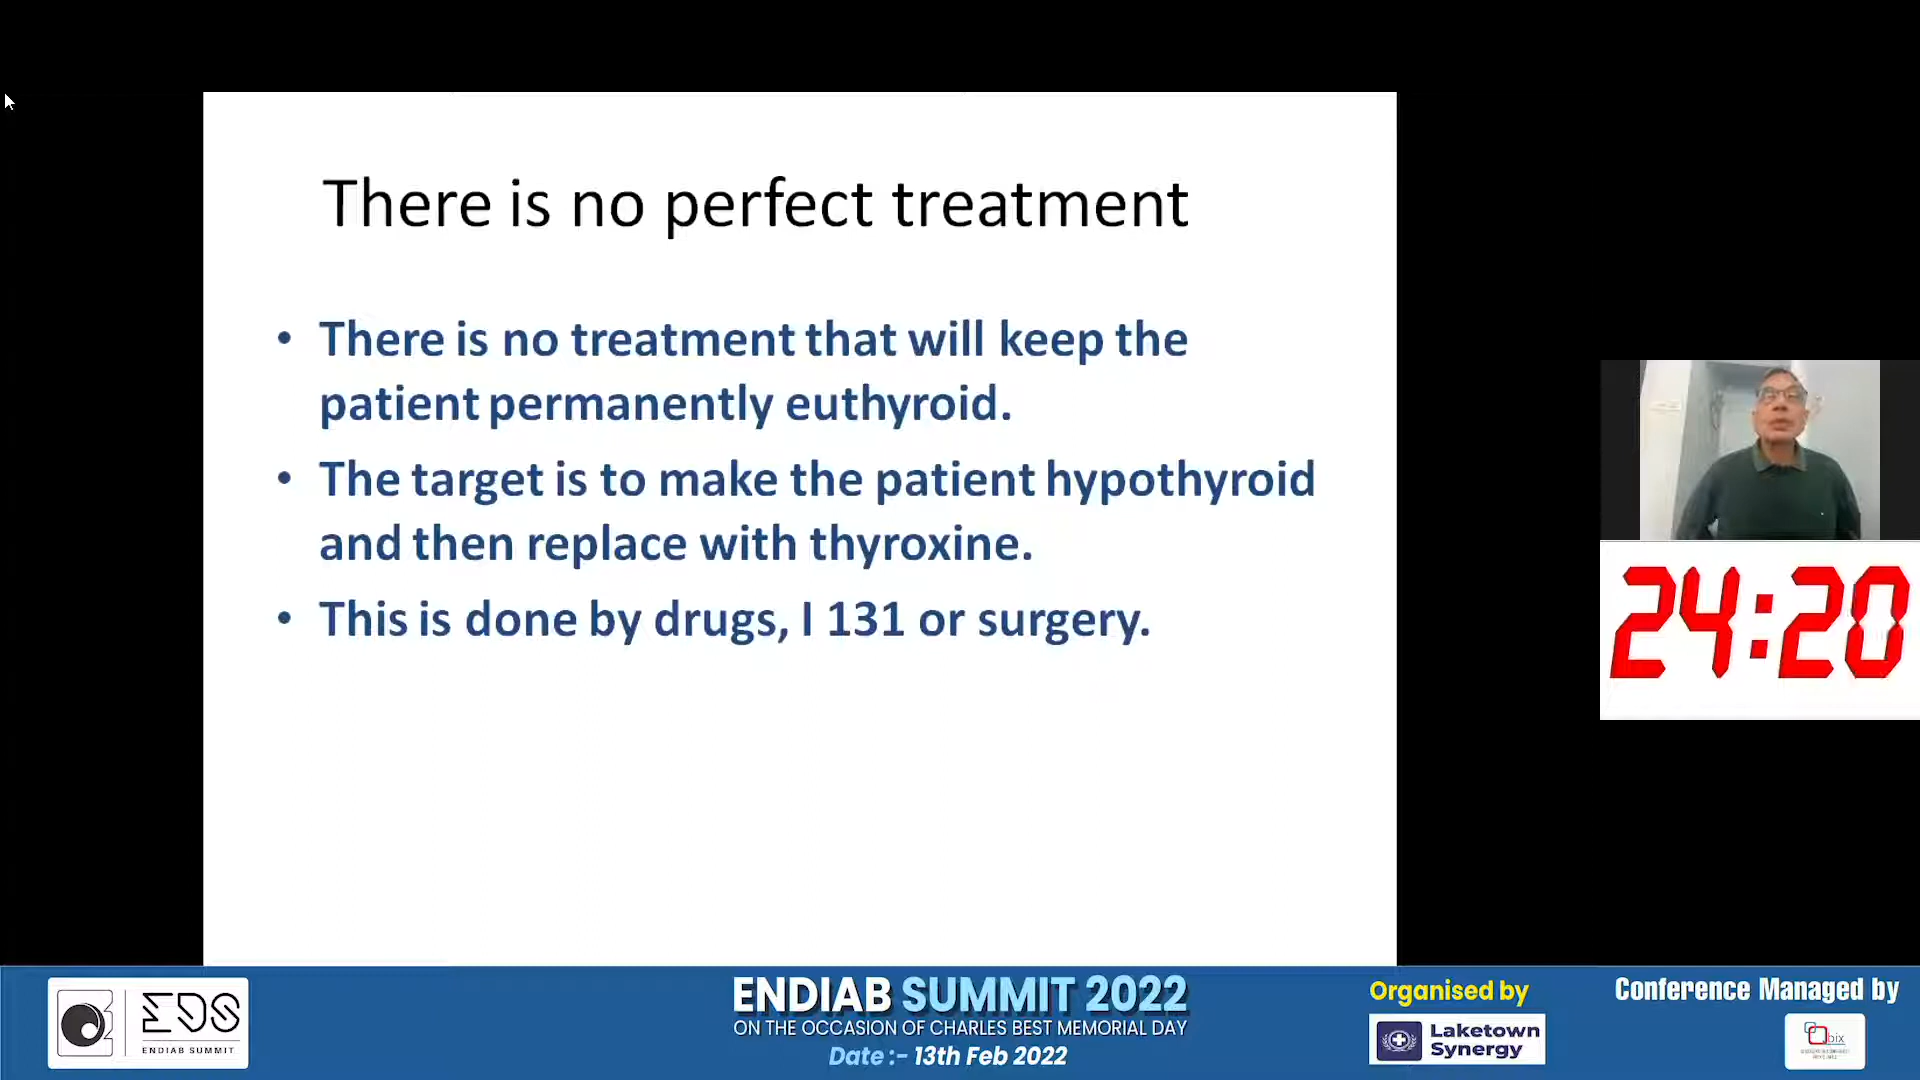 There is no perfect treatment
• There is no treatment that will keep the
patient permanently euthyroid.
• The target is to make the patient hypothyroid
and then replace with thyroxine.
• This is done by drugs, I 131 or surgery.
24:20
EDS
ENDIAB SUMMIT
ENDIAB SUMMIT 2022
ON THE OCCASION OF CHARLES BEST MEMORIAL DAY
Date :- 13th Feb 2022
Organised by
Laketown
Synergy
Conference Managed by
bix